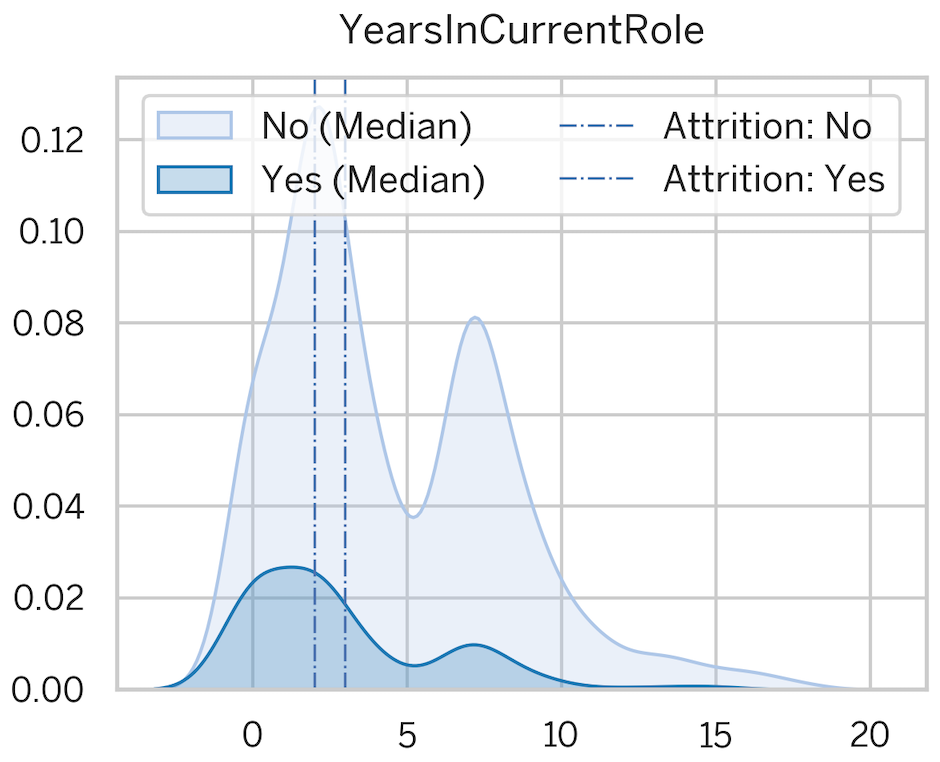 YearsInCurrentRole
No (Median) Attrition: No
Yes (Median) Attrition: Yes
0.12
0.10
0.08
0.06
0.04
0.02
0.00
0 5 10 15 20